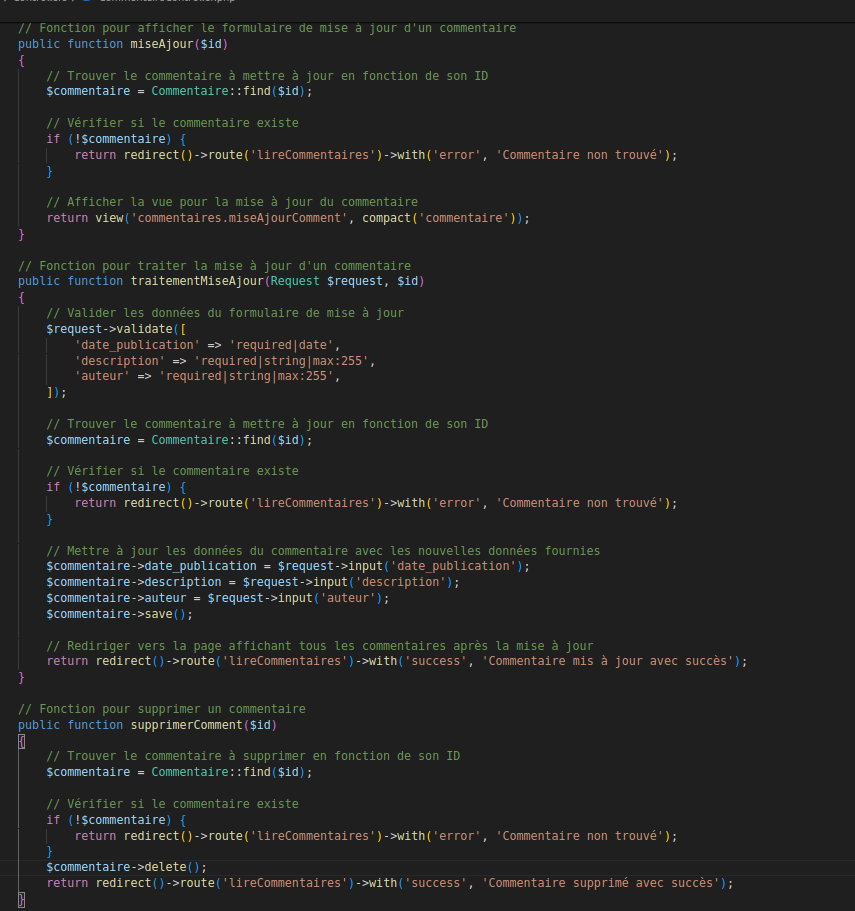 // Fonction pour afficher le formulaire de mise à jour d'un commentaire
public function miseAjour($id)
{
    // Trouver le commentaire à mettre à jour en fonction de son ID
    $commentaire = Commentaire::find($id);

    // Vérifier si le commentaire existe
    if (!$commentaire) {
        return redirect()->route('lireCommentaires')->with('error', 'Commentaire non trouvé');
    }

    // Afficher la vue pour la mise à jour du commentaire
    return view('commentaires.miseAjourComment', compact('commentaire'));
}

// Fonction pour traiter la mise à jour d'un commentaire
public function traitementMiseAjour(Request $request, $id)
{
    // Valider les données du formulaire de mise à jour
    $request->validate([
        'date_publication' => 'required|date',
        'description' => 'required|string|max:255',
        'auteur' => 'required|string|max:255',
    ]);

    // Trouver le commentaire à mettre à jour en fonction de son ID
    $commentaire = Commentaire::find($id);

    // Vérifier si le commentaire existe
    if (!$commentaire) {
        return redirect()->route('lireCommentaires')->with('error', 'Commentaire non trouvé');
    }

    // Mettre à jour les données du commentaire avec les nouvelles données fournies
    $commentaire->date_publication = $request->input('date_publication');
    $commentaire->description = $request->input('description');
    $commentaire->auteur = $request->input('auteur');
    $commentaire->save();

    // Rediriger vers la page affichant tous les commentaires après la mise à jour
    return redirect()->route('lireCommentaires')->with('success', 'Commentaire mis à jour avec succès');
}

// Fonction pour supprimer un commentaire
public function supprimerComment($id)
{
    // Trouver le commentaire à supprimer en fonction de son ID
    $commentaire = Commentaire::find($id);

    // Vérifier si le commentaire existe
    if (!$commentaire) {
        return redirect()->route('lireCommentaires')->with('error', 'Commentaire non trouvé');
    }
    $commentaire->delete();
    return redirect()->route('lireCommentaires')->with('success', 'Commentaire supprimé avec succès');
}